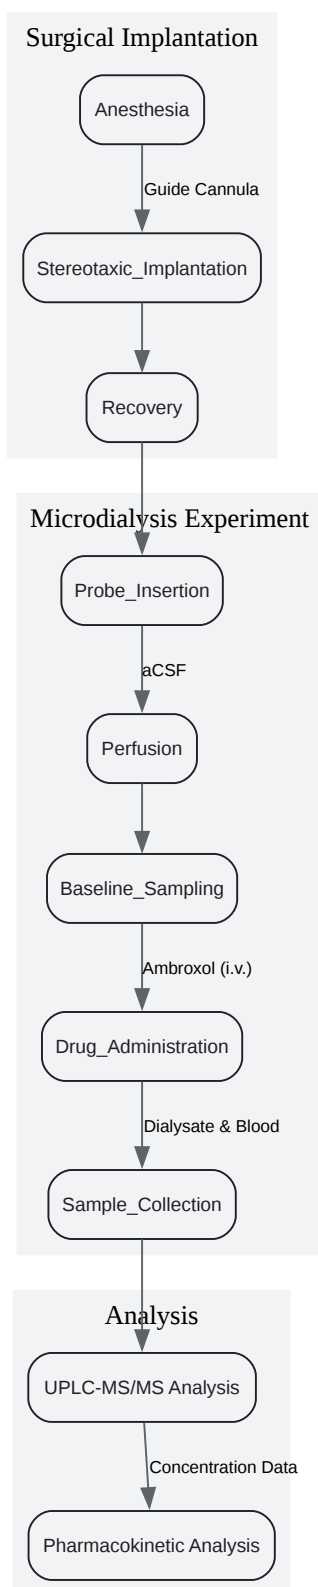 Surgical Implantation
Anesthesia
Guide Cannula
Stereotaxic_Implantation
Recovery
Microdialysis Experiment
Probe_Insertion
aCSF
Perfusion
Baseline_Sampling
Ambroxol (i.v.)
Drug_Administration
Dialysate & Blood
Sample_Collection
Analysis
UPLC-MS/MS Analysis
Concentration Data
Pharmacokinetic Analysis